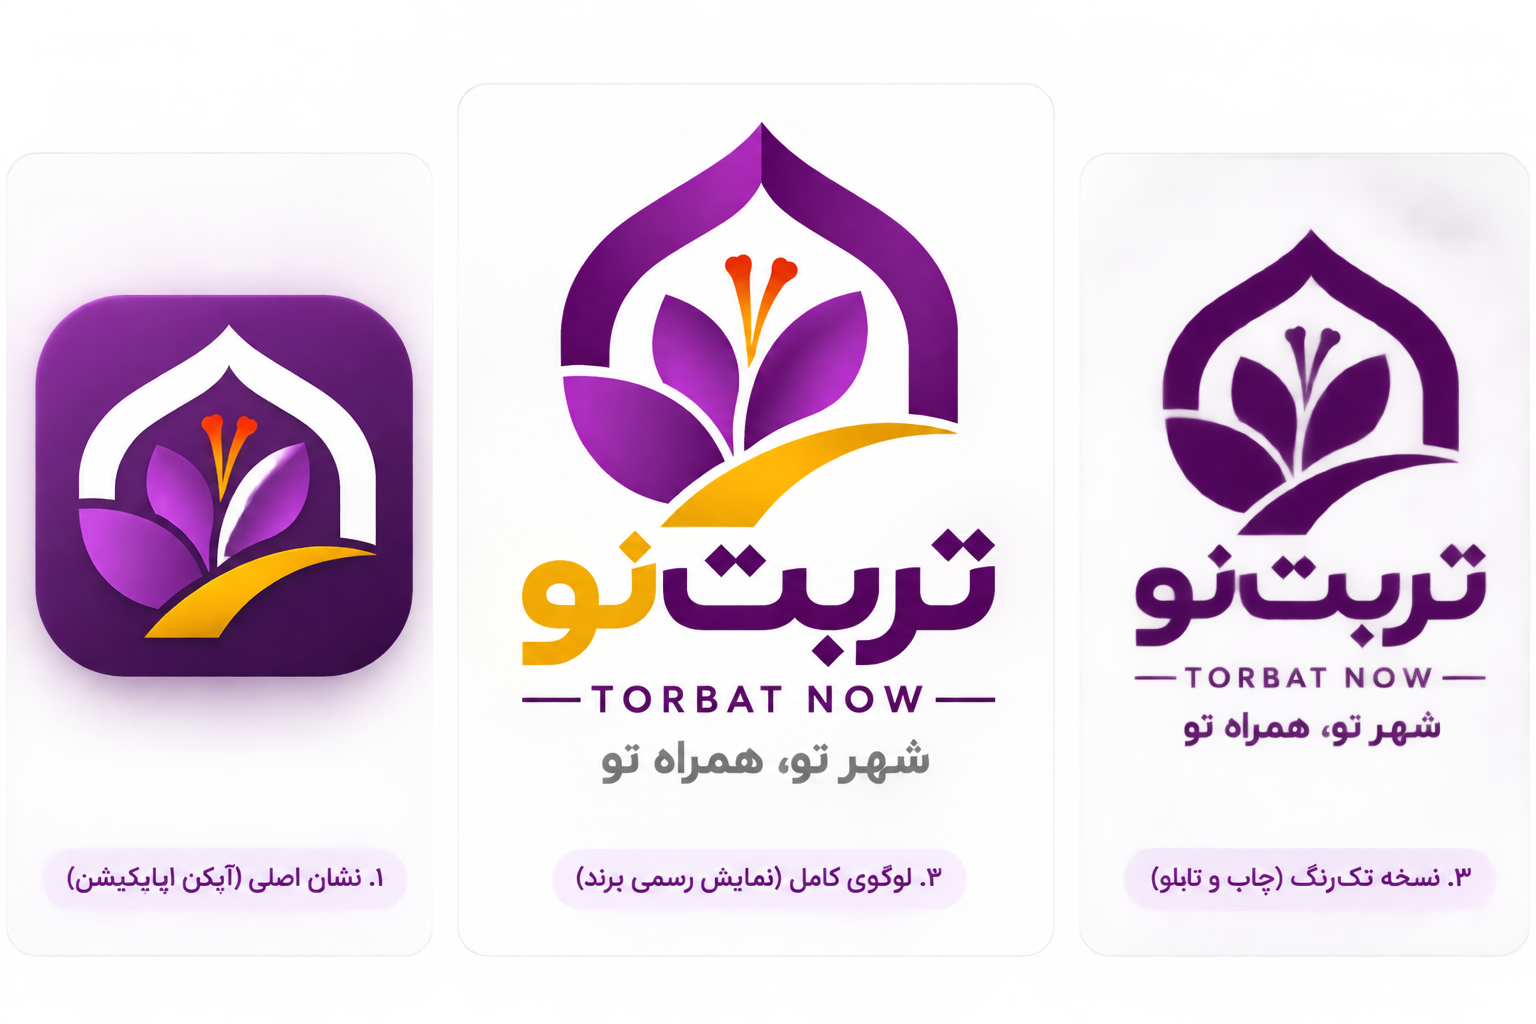 ۱. نشان اصلی (آیکن اپلیکیشن)
تربت‌نو
TORBAT NOW
شهر تو، همراه تو
۳. لوگوی کامل (نمایش رسمی برند)
تربت‌نو
TORBAT NOW
شهر تو، همراه تو
۳. نسخه تک‌رنگ (چاپ و تابلو)